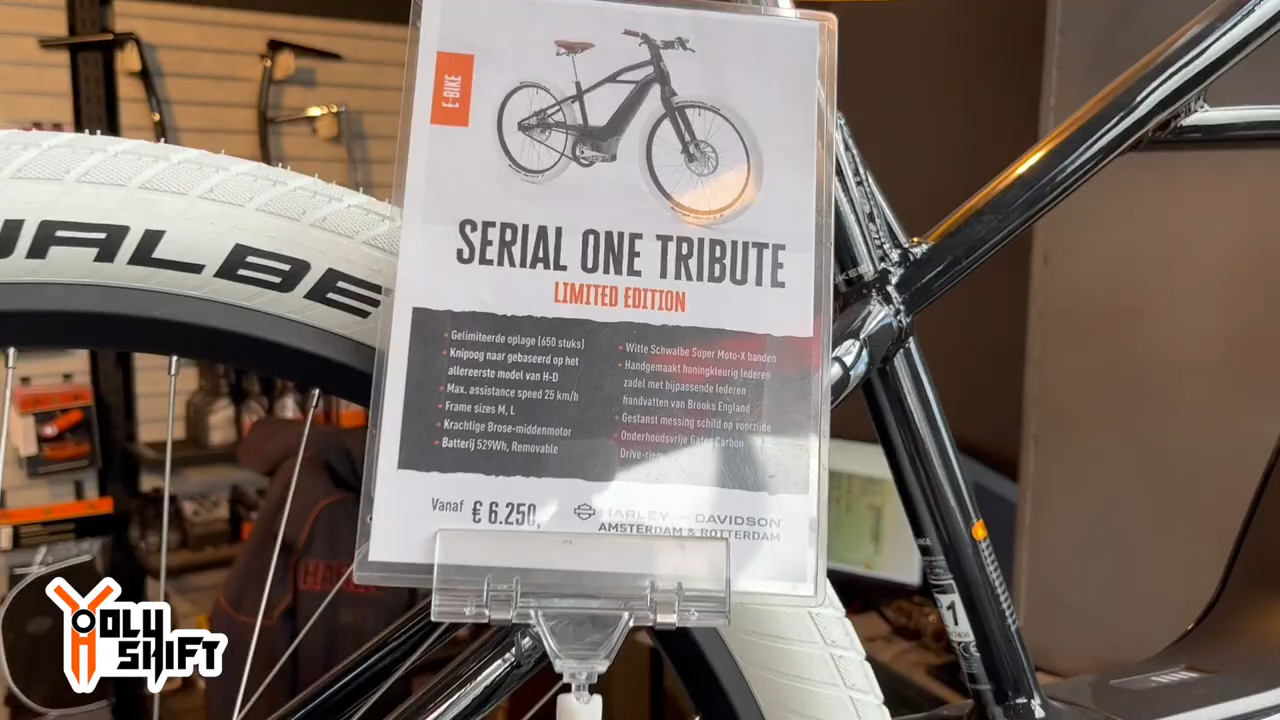 E-BIKE
SERIAL ONE TRIBUTE
LIMITED EDITION
+ Gelimiteerde oplage (650 stuks)
+ Knipoog naar gebaseerd op het
allereerste model van H-D
+ Max. assistance speed 25 km/h
+ Frame sizes M, L
+ Krachtige Brose-middenmotor
+ Batterij 529Wh, Removable
+ Witte Schwalbe Super Moto-X banden
+ Handgemaakt honingkleurig lederen
zadel met bijpassende lederen
handvatten van Brooks England
+ Gestanst messing schild op voorzijde
+ Onderhoudsvrije Gates Carbon
Drive-riem
Vanaf € 6.250,-
HARLEY-DAVIDSON
AMSTERDAM & ROTTERDAM
WALBE
YOLY
SHIFT